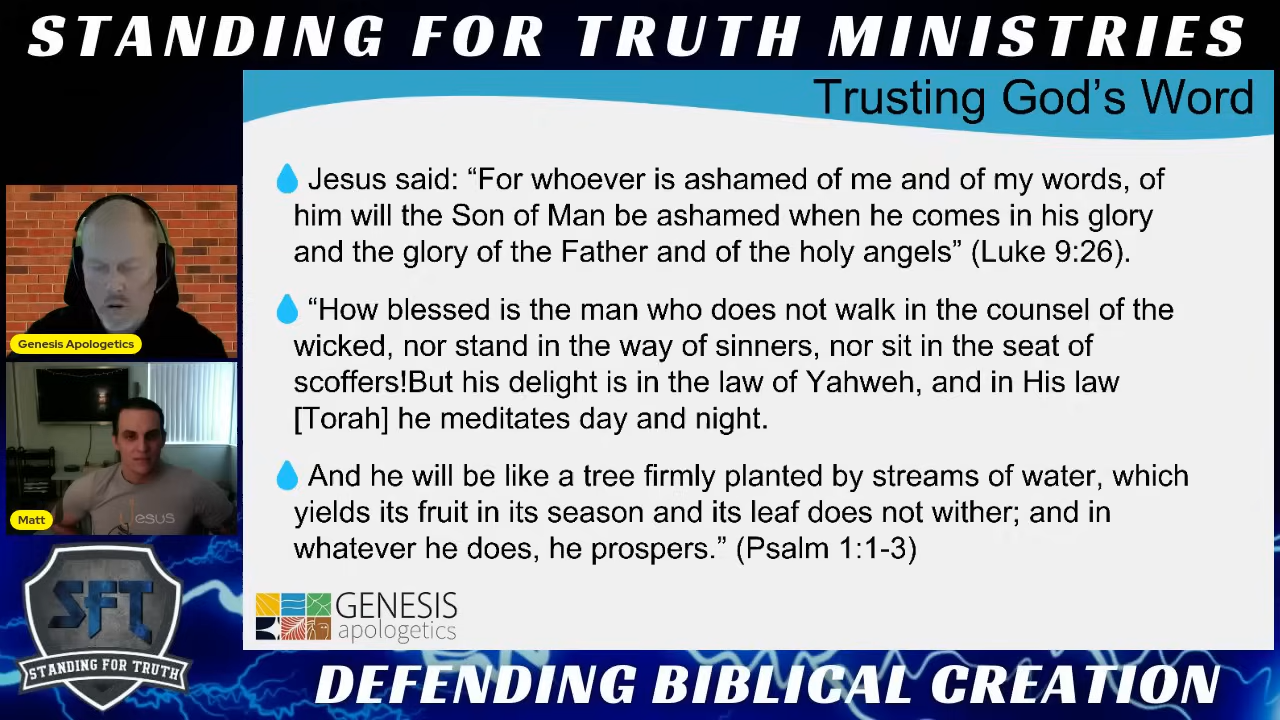 STANDING FOR TRUTH MINISTRIES
Trusting God's Word
Jesus said: “For whoever is ashamed of me and of my words, of
him will the Son of Man be ashamed when he comes in his glory
and the glory of the Father and of the holy angels” (Luke 9:26).
“How blessed is the man who does not walk in the counsel of the
wicked, nor stand in the way of sinners, nor sit in the seat of
scoffers!But his delight is in the law of Yahweh, and in His law
[Torah] he meditates day and night.
And he will be like a tree firmly planted by streams of water, which
yields its fruit in its season and its leaf does not wither; and in
whatever he does, he prospers.” (Psalm 1:1-3)
GENESIS
apologetics
Genesis Apologetics
Jesus
Matt
SFT
STANDING FOR TRUTH
DEFENDING BIBLICAL CREATION